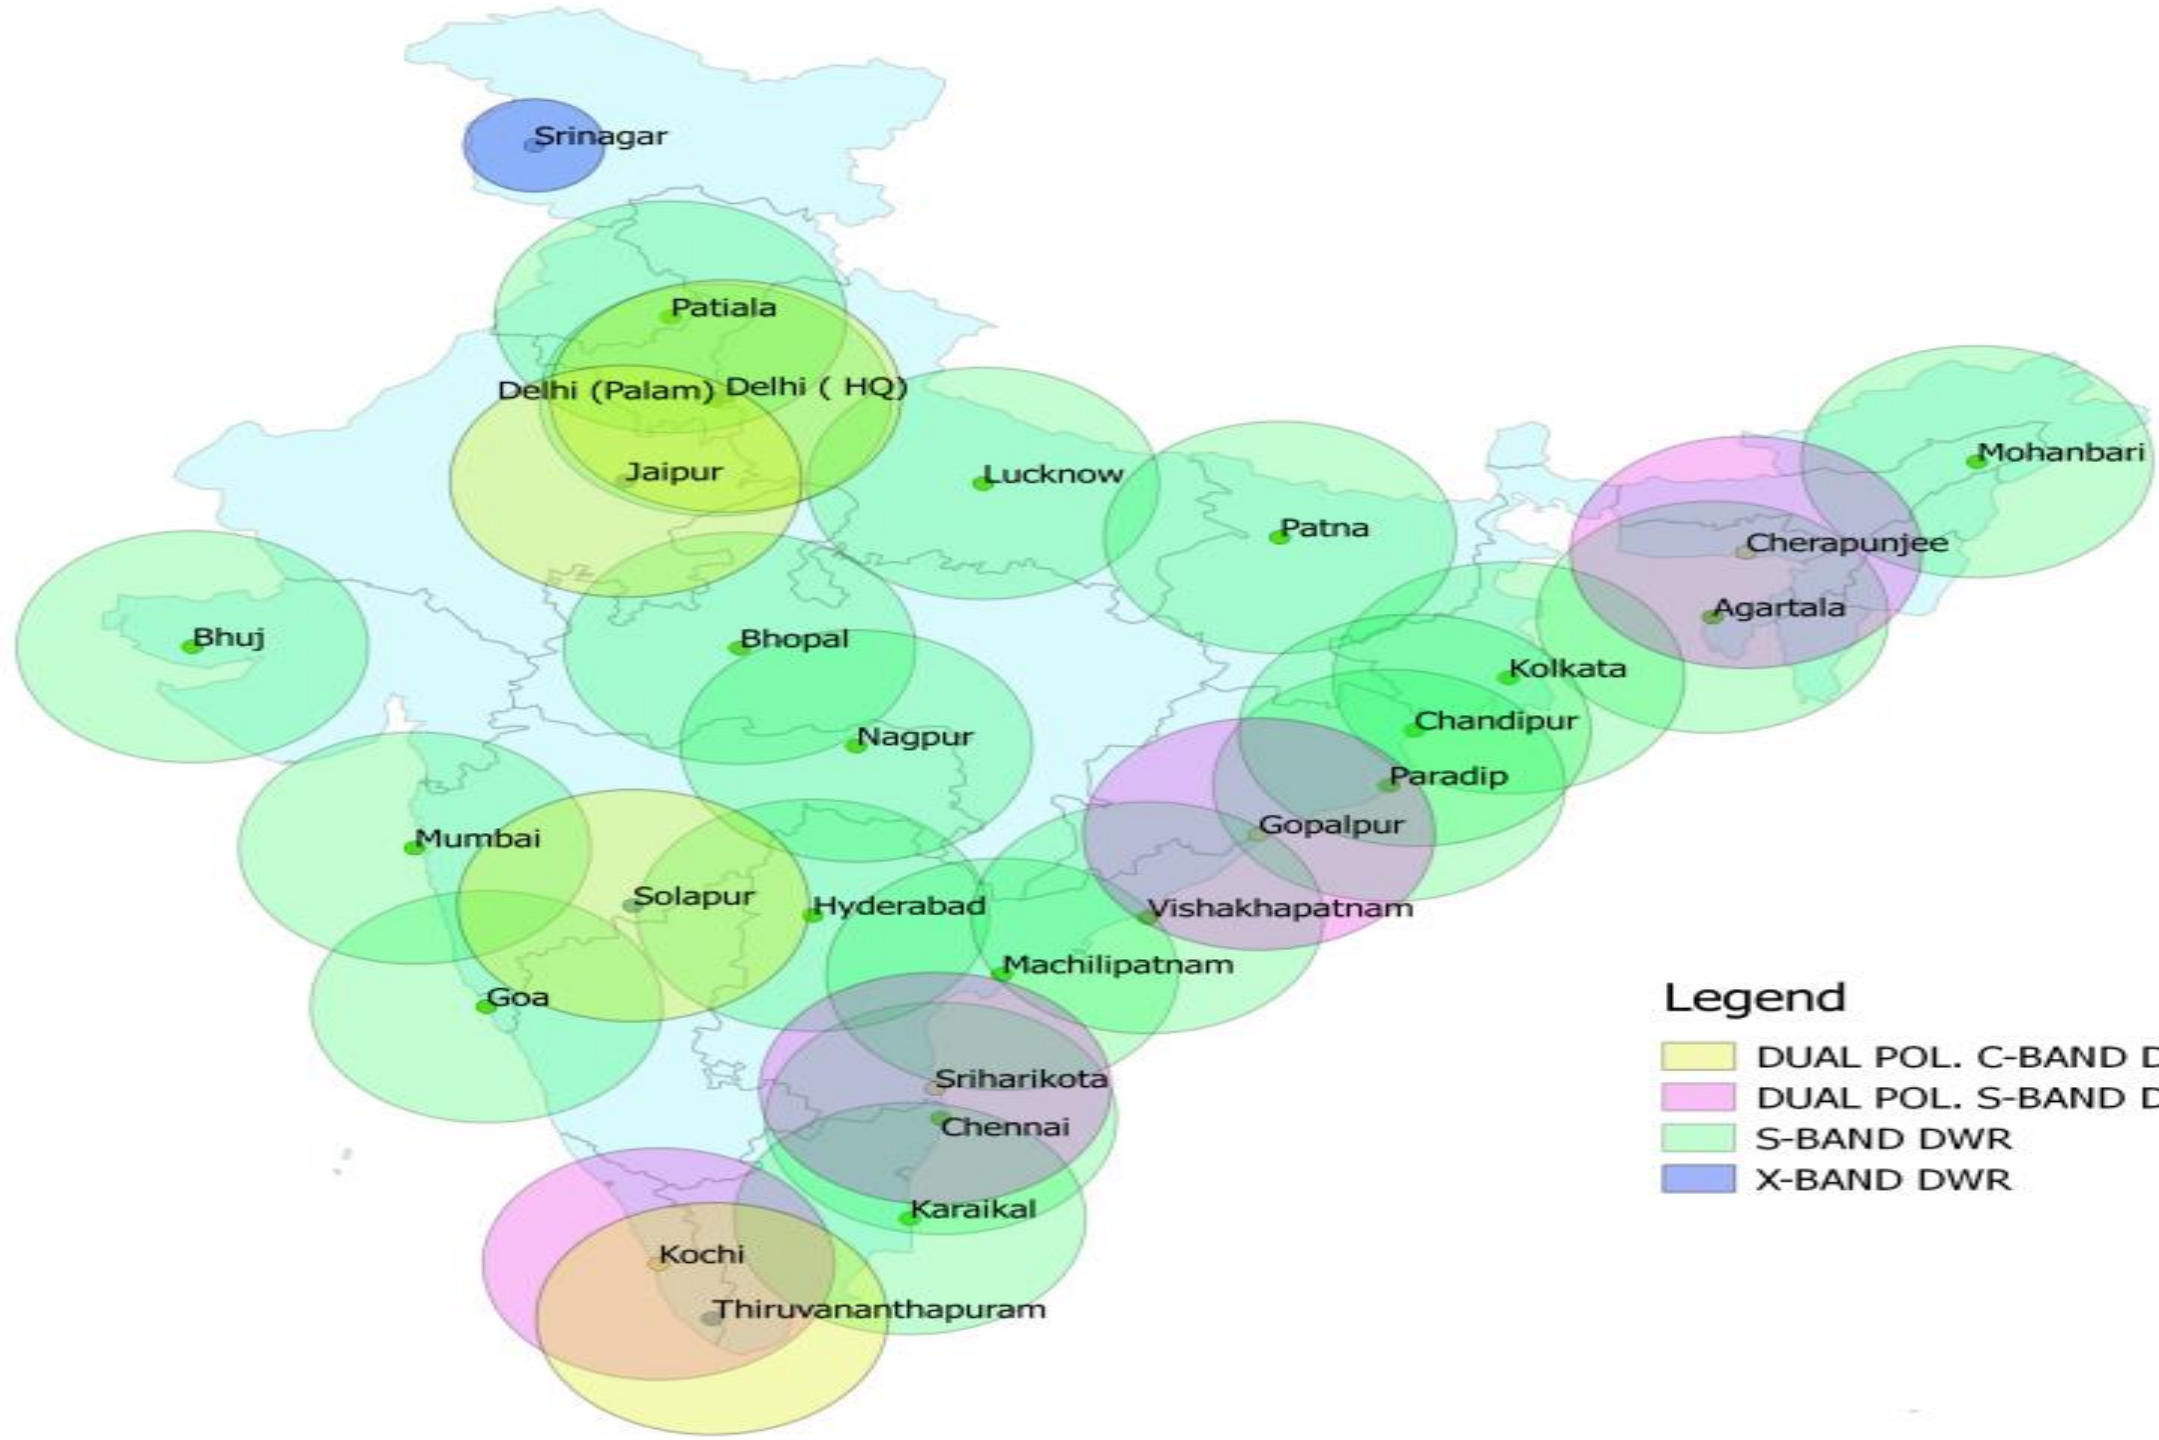 Srinagar
Patiala
Delhi (Palam)
Delhi ( HQ)
Jaipur
Lucknow
Mohanbari
Patna
Cherapunjee
Agartala
Bhuj
Bhopal
Kolkata
Chandipur
Nagpur
Paradip
Gopalpur
Mumbai
Solapur
Hyderabad
Vishakhapatnam
Machilipatnam
Goa
Sriharikota
Chennai
Karaikal
Kochi
Thiruvananthapuram
Legend
DUAL POL. C-BAND D
DUAL POL. S-BAND D
S-BAND DWR
X-BAND DWR